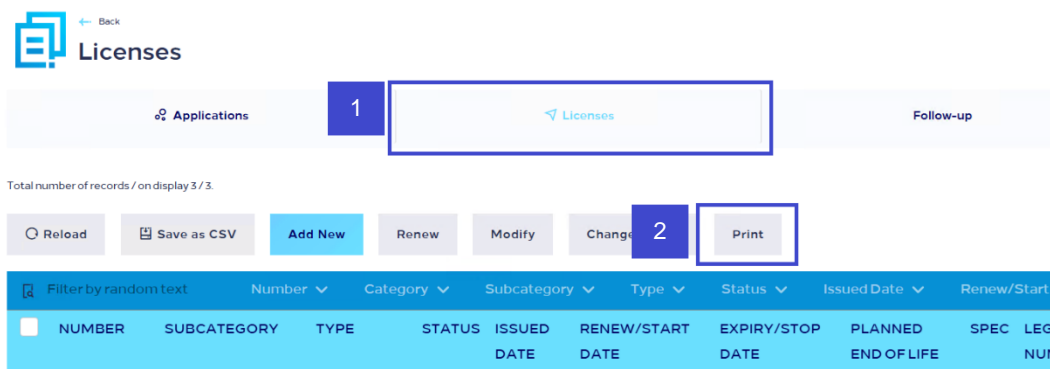 Back
Licenses
Applications
1
Licenses
Follow-up
Total number of records / on display 3 / 3.
Reload
Save as CSV
Add New
Renew
Modify
Change
2
Print
Filter by random text Number Category Subcategory Type Status Issued Date Renew/Start
NUMBER SUBCATEGORY TYPE STATUS ISSUED RENEW/START EXPIRY/STOP PLANNED SPEC LEG
DATE DATE DATE END OF LIFE NUM